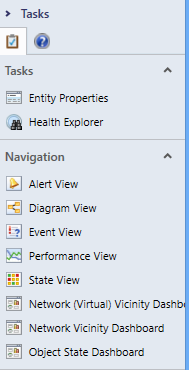 Tasks
Tasks
Entity Properties
Health Explorer
Navigation
Alert View
Diagram View
Event View
Performance View
State View
Network (Virtual) Vicinity Dashb
Network Vicinity Dashboard
Object State Dashboard